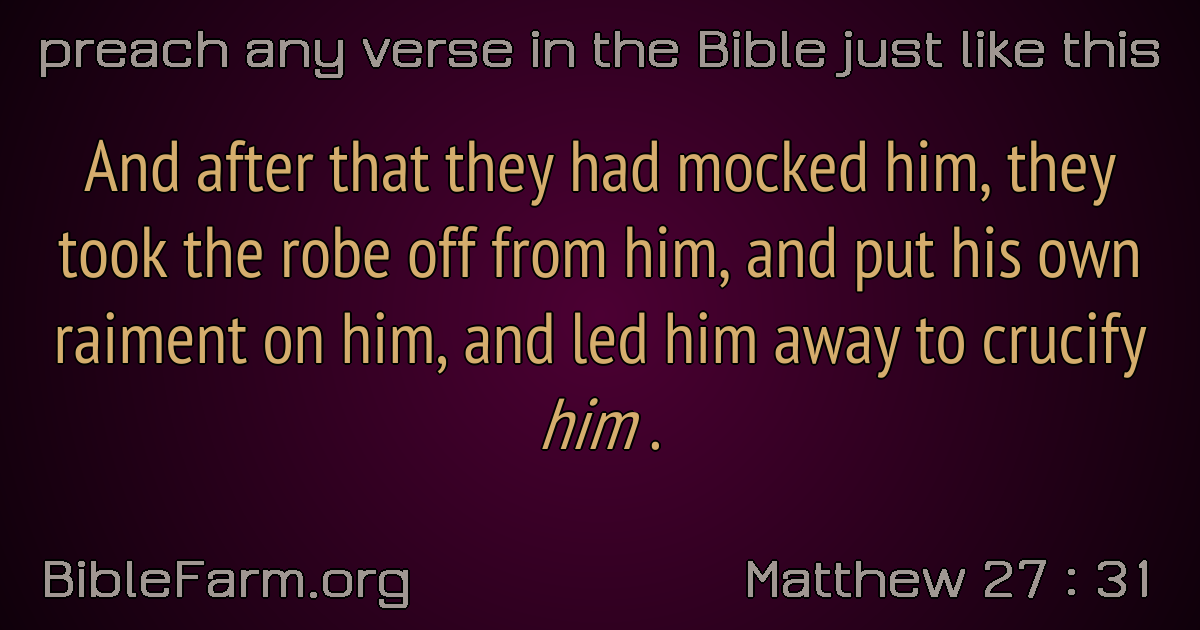 preach any verse in the Bible just like this
And after that they had mocked him, they
took the robe off from him, and put his own
raiment on him, and led him away to crucify
him .
BibleFarm.org
Matthew 27 : 31